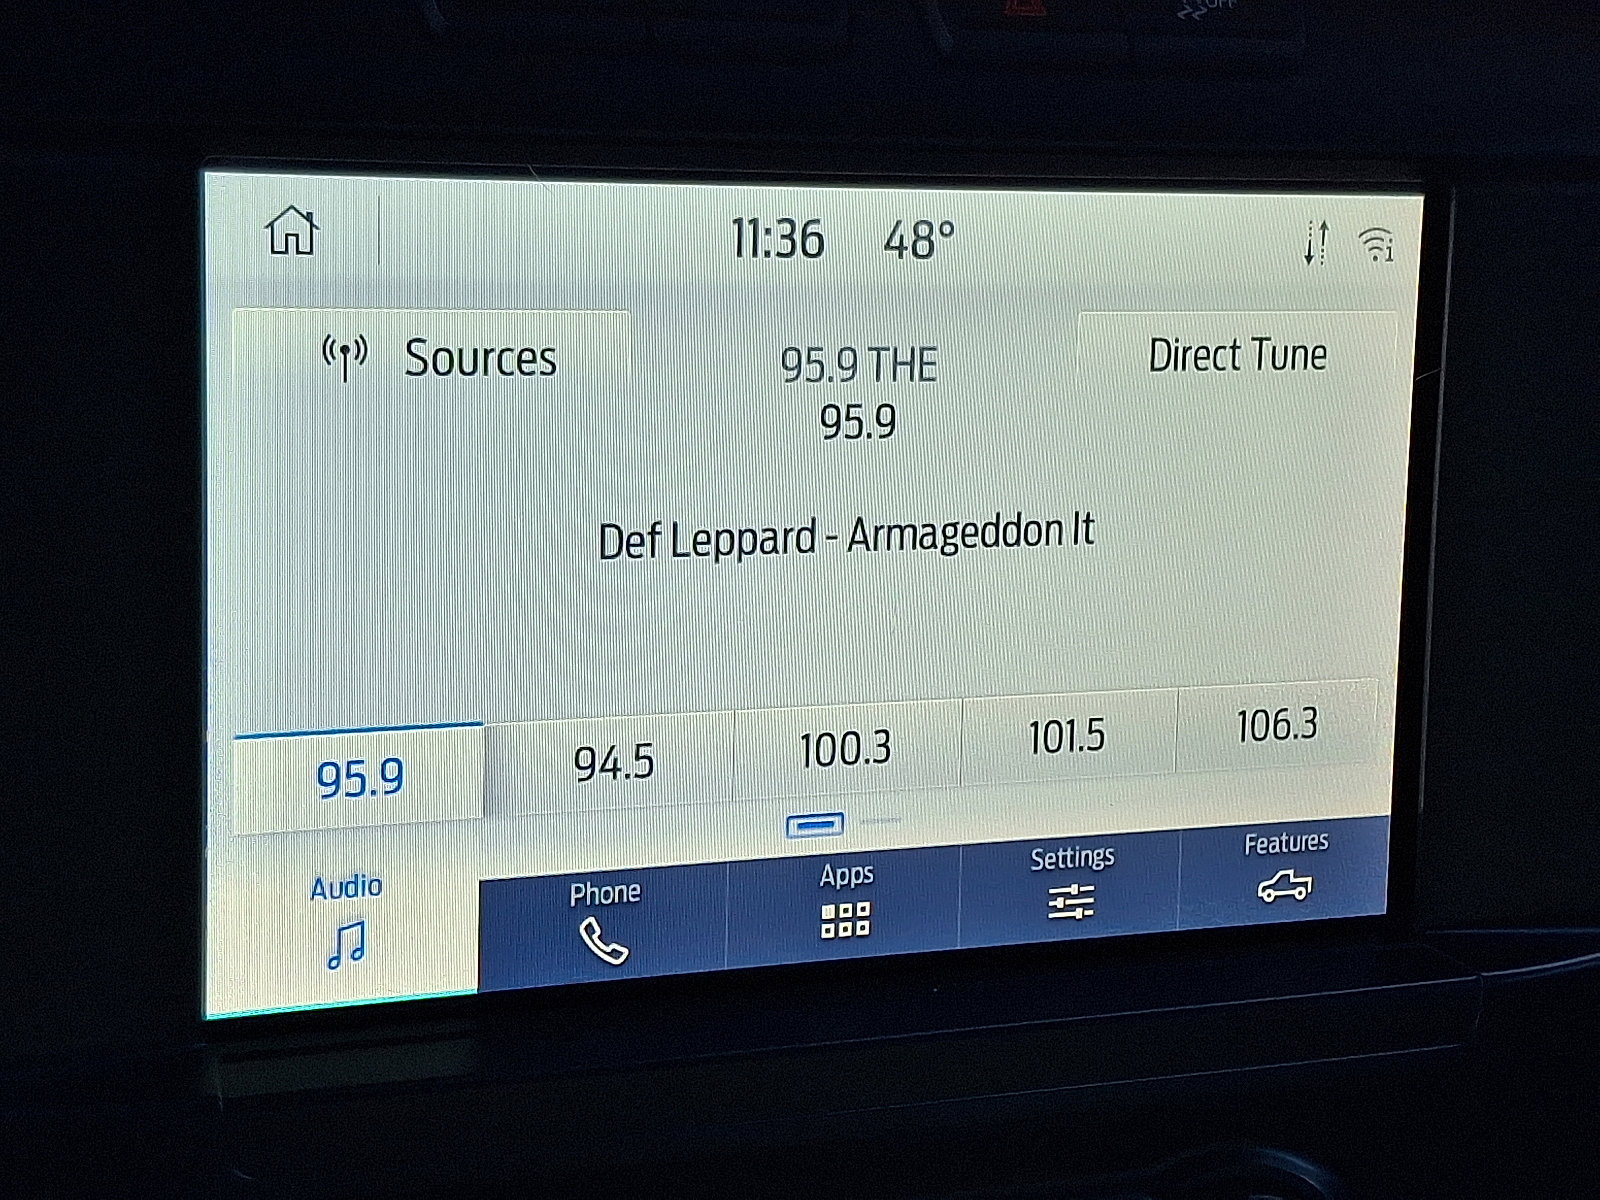 OFF
11:36 48°
Sources
95.9 THE
Direct Tune
95.9
Def Leppard - Armageddon It
95.9 94.5 100.3 101.5 106.3
Audio Phone Apps Settings Features